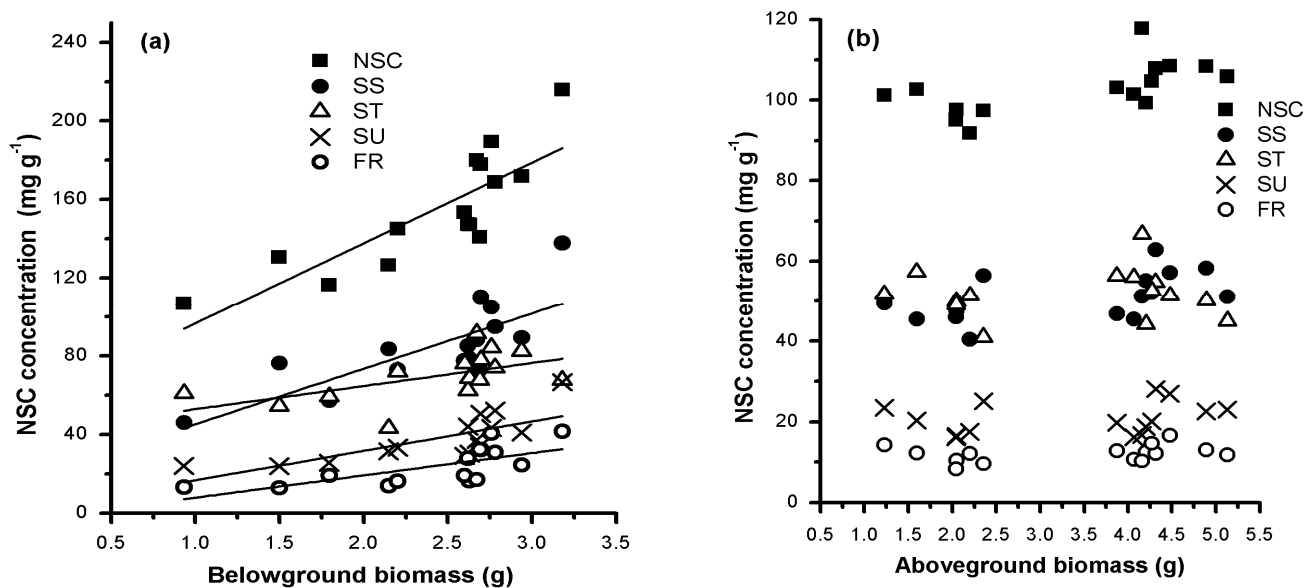 (a)
NSC
SS
ST
SU
FR
NSC concentration (mg g-1)
240
200
160
120
80
40
0
0.5 1.0 1.5 2.0 2.5 3.0 3.5
Belowground biomass (g)
(b)
NSC
SS
ST
SU
FR
NSC concentration (mg g-1)
120
100
80
60
40
20
0
0.5 1.0 1.5 2.0 2.5 3.0 3.5 4.0 4.5 5.0 5.5
Aboveground biomass (g)